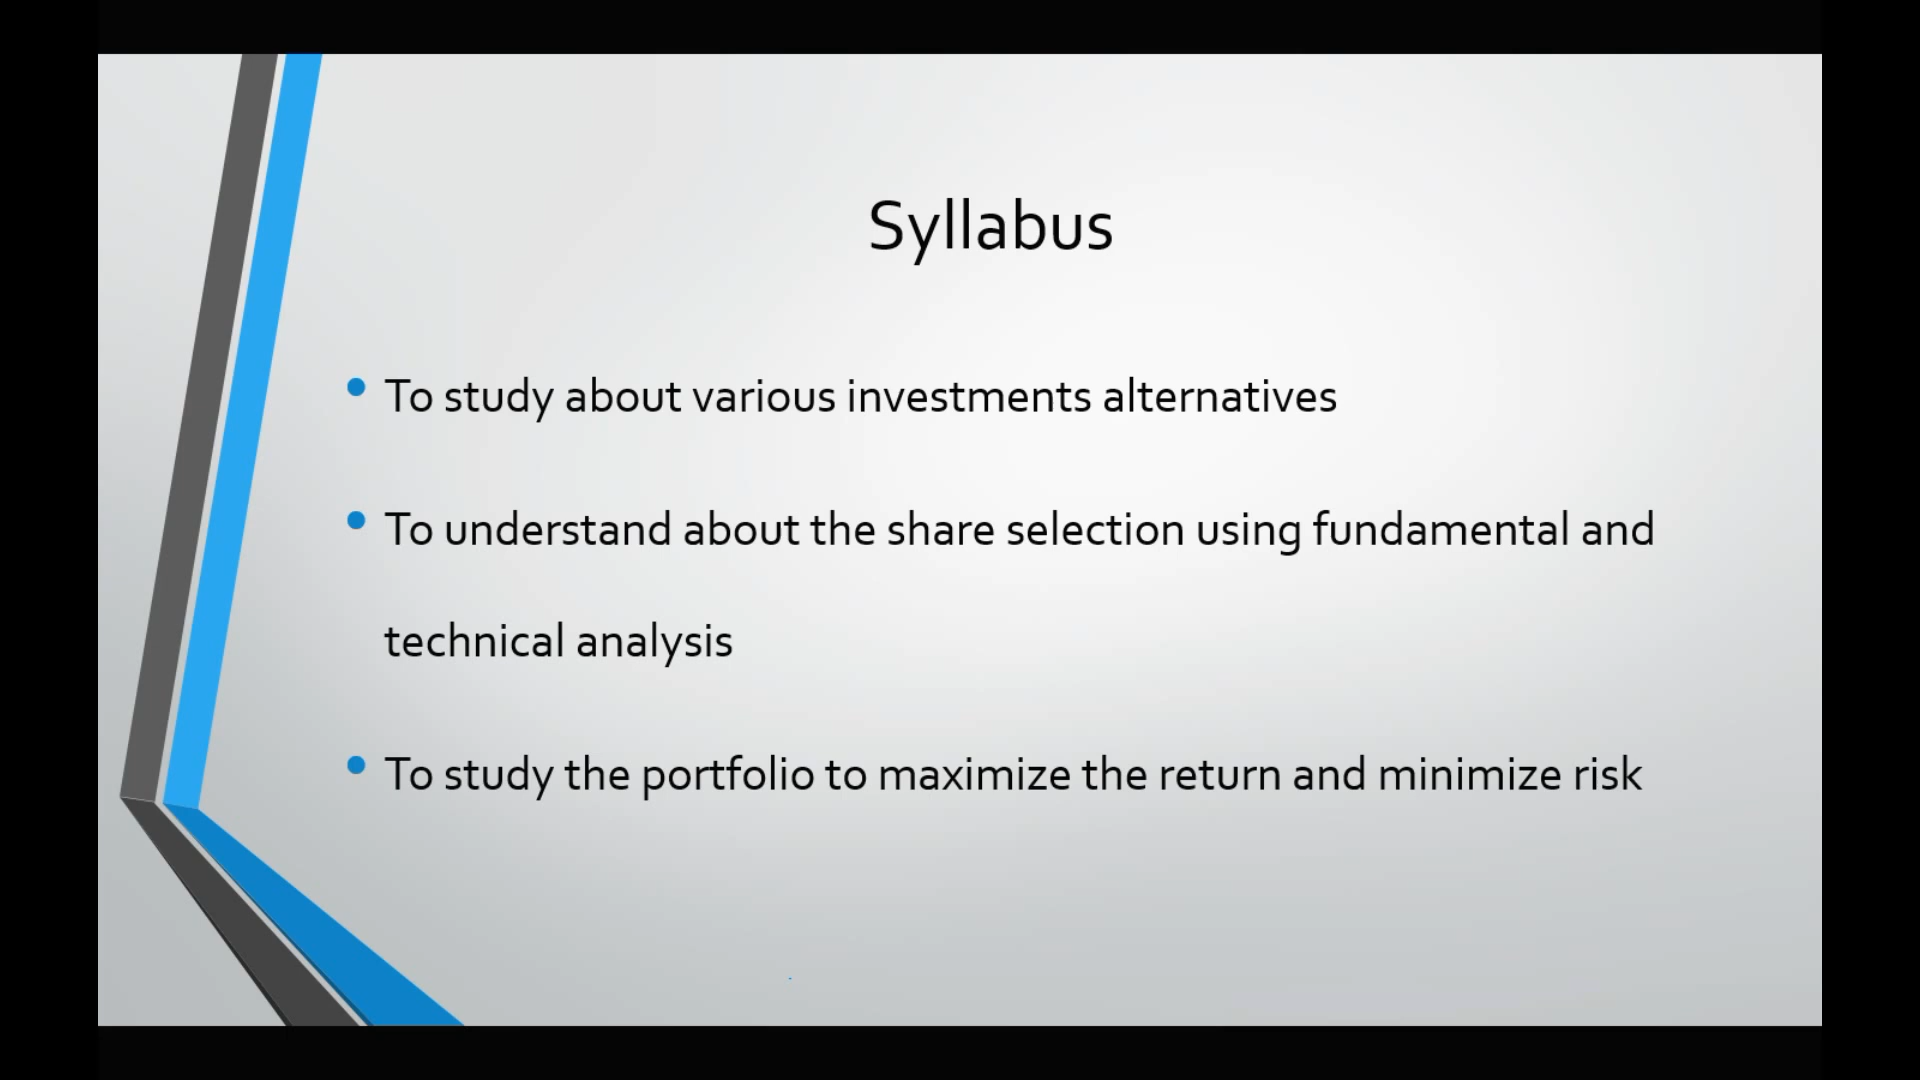 Syllabus
• To study about various investments alternatives
• To understand about the share selection using fundamental and
technical analysis
• To study the portfolio to maximize the return and minimize risk